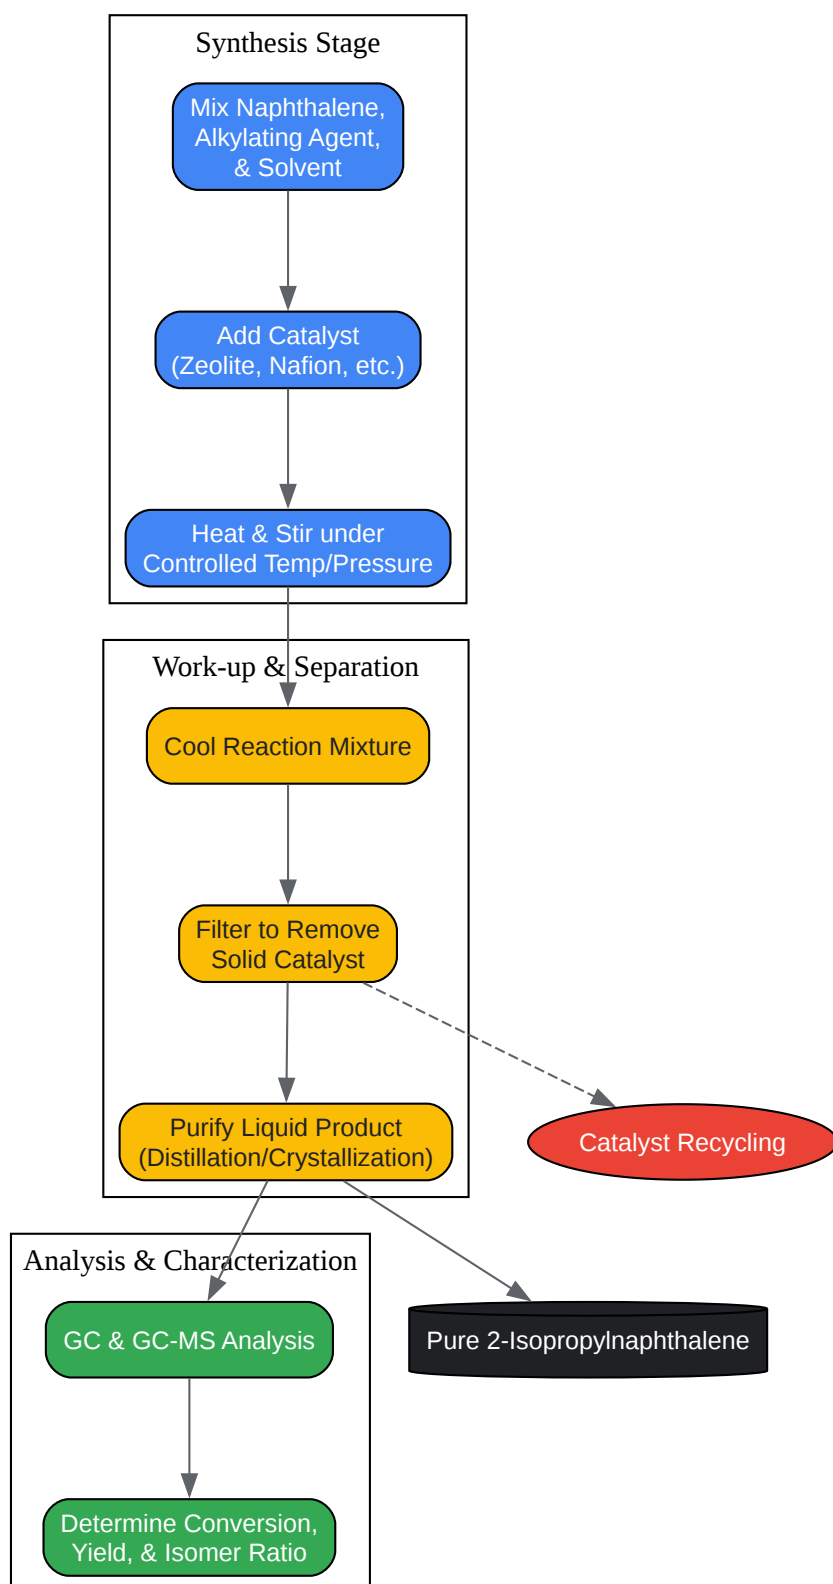 Synthesis Stage
Mix Naphthalene,
Alkylating Agent,
& Solvent
Add Catalyst
(Zeolite, Nafion, etc.)
Heat & Stir under
Controlled Temp/Pressure
Work-up & Separation
Cool Reaction Mixture
Filter to Remove
Solid Catalyst
Purify Liquid Product
(Distillation/Crystallization)
Catalyst Recycling
Analysis & Characterization
GC & GC-MS Analysis
Pure 2-Isopropylnaphthalene
Determine Conversion,
Yield, & Isomer Ratio